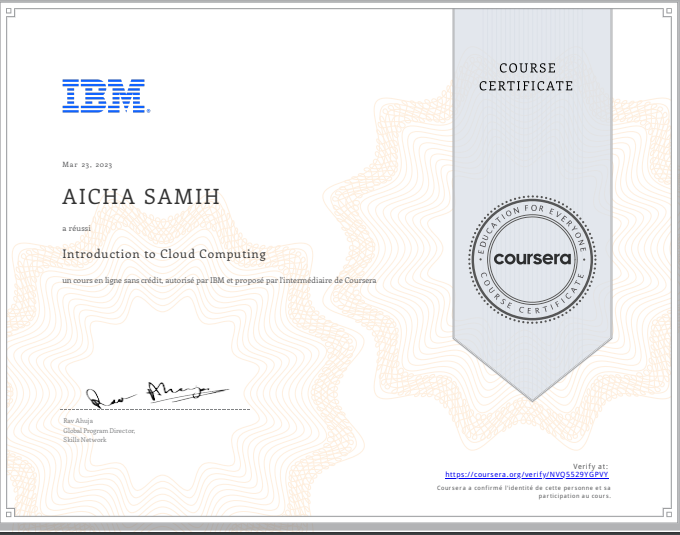 COURSE
CERTIFICATE
IBM®
Mar 23, 2023
AICHA SAMIH
a réussi
Introduction to Cloud Computing
un cours en ligne sans crédit, autorisé par IBM et proposé par l'intermédiaire de Coursera
EDUCATION FOR EVERYONE
coursera
COURSE CERTIFICATE
Rav Ahuja
Global Program Director,
Skills Network
Verify at:
https://coursera.org/verify/NVQ5529YGPVY
Coursera a confirmé l'identité de cette personne et sa
participation au cours.